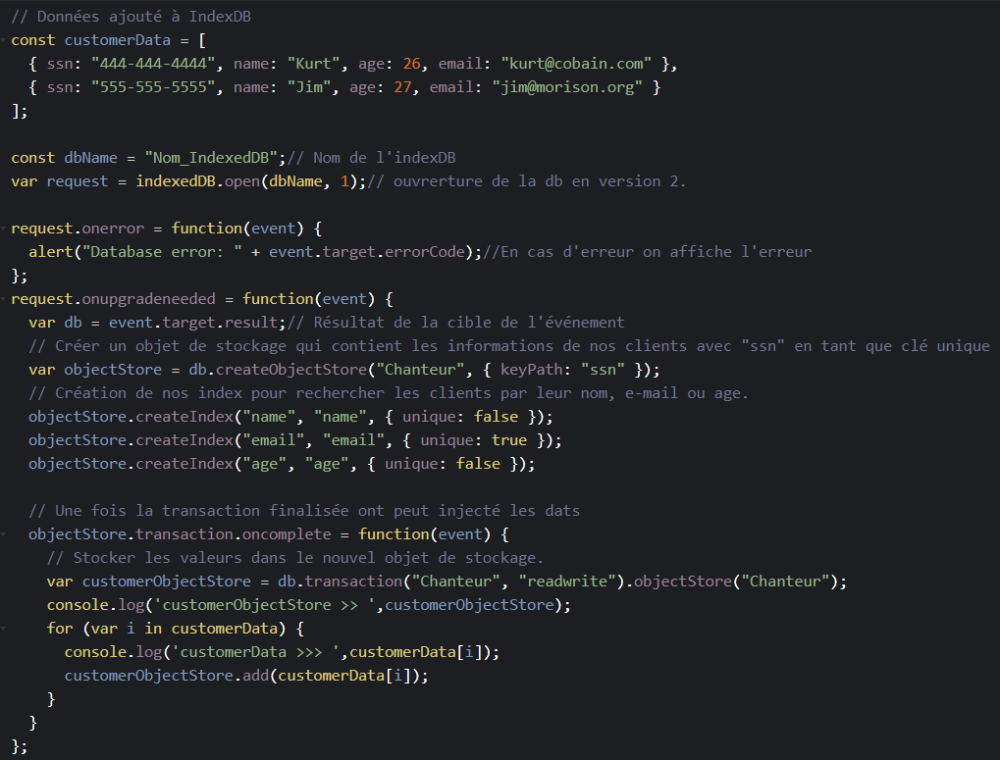 // Données ajouté à IndexDB
const customerData = [
  { ssn: "444-444-4444", name: "Kurt", age: 26, email: "kurt@cobain.com" },
  { ssn: "555-555-5555", name: "Jim", age: 27, email: "jim@morison.org" }
];

const dbName = "Nom_IndexedDB";// Nom de l'indexDB
var request = indexedDB.open(dbName, 1);// ouvrerture de la db en version 2.

request.onerror = function(event) {
  alert("Database error: " + event.target.errorCode);//En cas d'erreur on affiche l'erreur
};
request.onupgradeneeded = function(event) {
  var db = event.target.result;// Résultat de la cible de l'événement
  // Créer un objet de stockage qui contient les informations de nos clients avec "ssn" en tant que clé unique
  var objectStore = db.createObjectStore("Chanteur", { keyPath: "ssn" });
  // Création de nos index pour rechercher les clients par leur nom, e-mail ou age.
  objectStore.createIndex("name", "name", { unique: false });
  objectStore.createIndex("email", "email", { unique: true });
  objectStore.createIndex("age", "age", { unique: false });

  // Une fois la transaction finalisée ont peut injecté les dats
  objectStore.transaction.oncomplete = function(event) {
    // Stocker les valeurs dans le nouvel objet de stockage.
    var customerObjectStore = db.transaction("Chanteur", "readwrite").objectStore("Chanteur");
    console.log('customerObjectStore >> ',customerObjectStore);
    for (var i in customerData) {
      console.log('customerData >>> ',customerData[i]);
      customerObjectStore.add(customerData[i]);
    }
  }
};